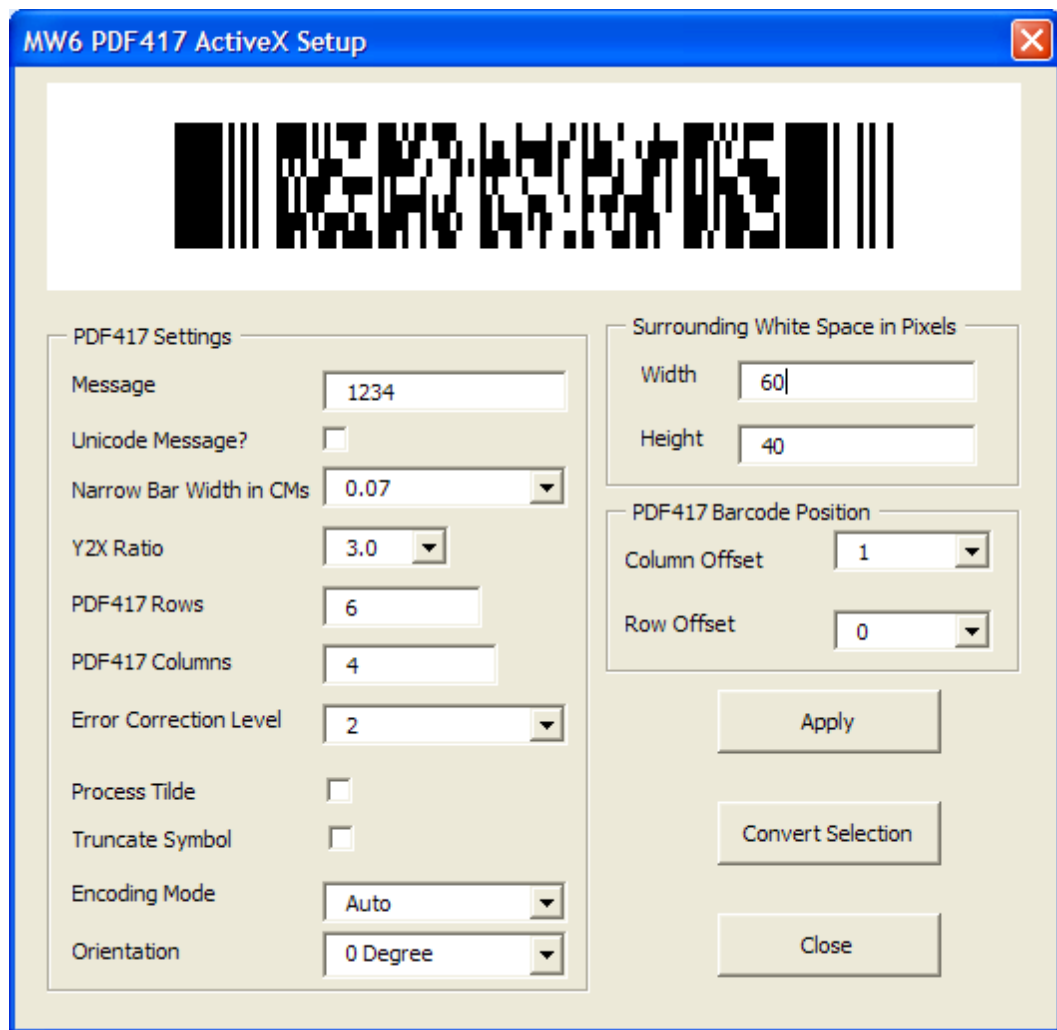 MW6 PDF417 ActiveX Setup
PDF417 Settings
Message 1234
Unicode Message?
Narrow Bar Width in CMs 0.07
Y2X Ratio 3.0
PDF417 Rows 6
PDF417 Columns 4
Error Correction Level 2
Process Tilde
Truncate Symbol
Encoding Mode Auto
Orientation 0 Degree
Surrounding White Space in Pixels
Width 60
Height 40
PDF417 Barcode Position
Column Offset 1
Row Offset 0
Apply
Convert Selection
Close